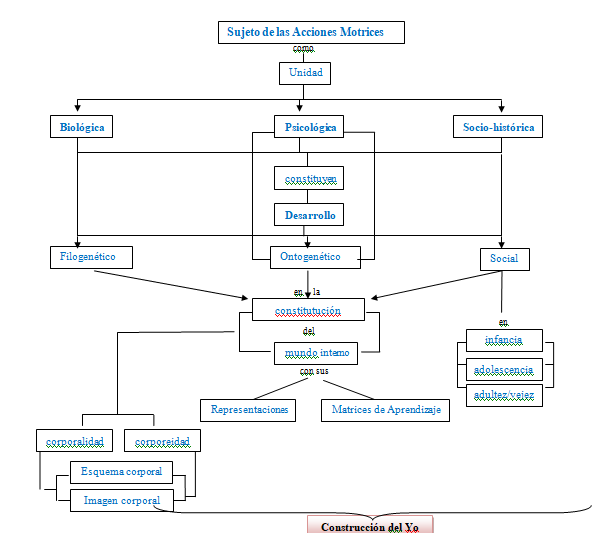 Sujeto de las Acciones Motrices
como
Unidad
Biológica
Psicológica
Socio-histórica
constituyen
Desarrollo
Filogenético
Ontogenético
Social
en la
constitutución
del
mundo interno
con sus
en
infancia
adolescencia
adultez/vejez
Representaciones
Matrices de Aprendizaje
corporalidad
corporeidad
Esquema corporal
Imagen corporal
Construcción del Yo